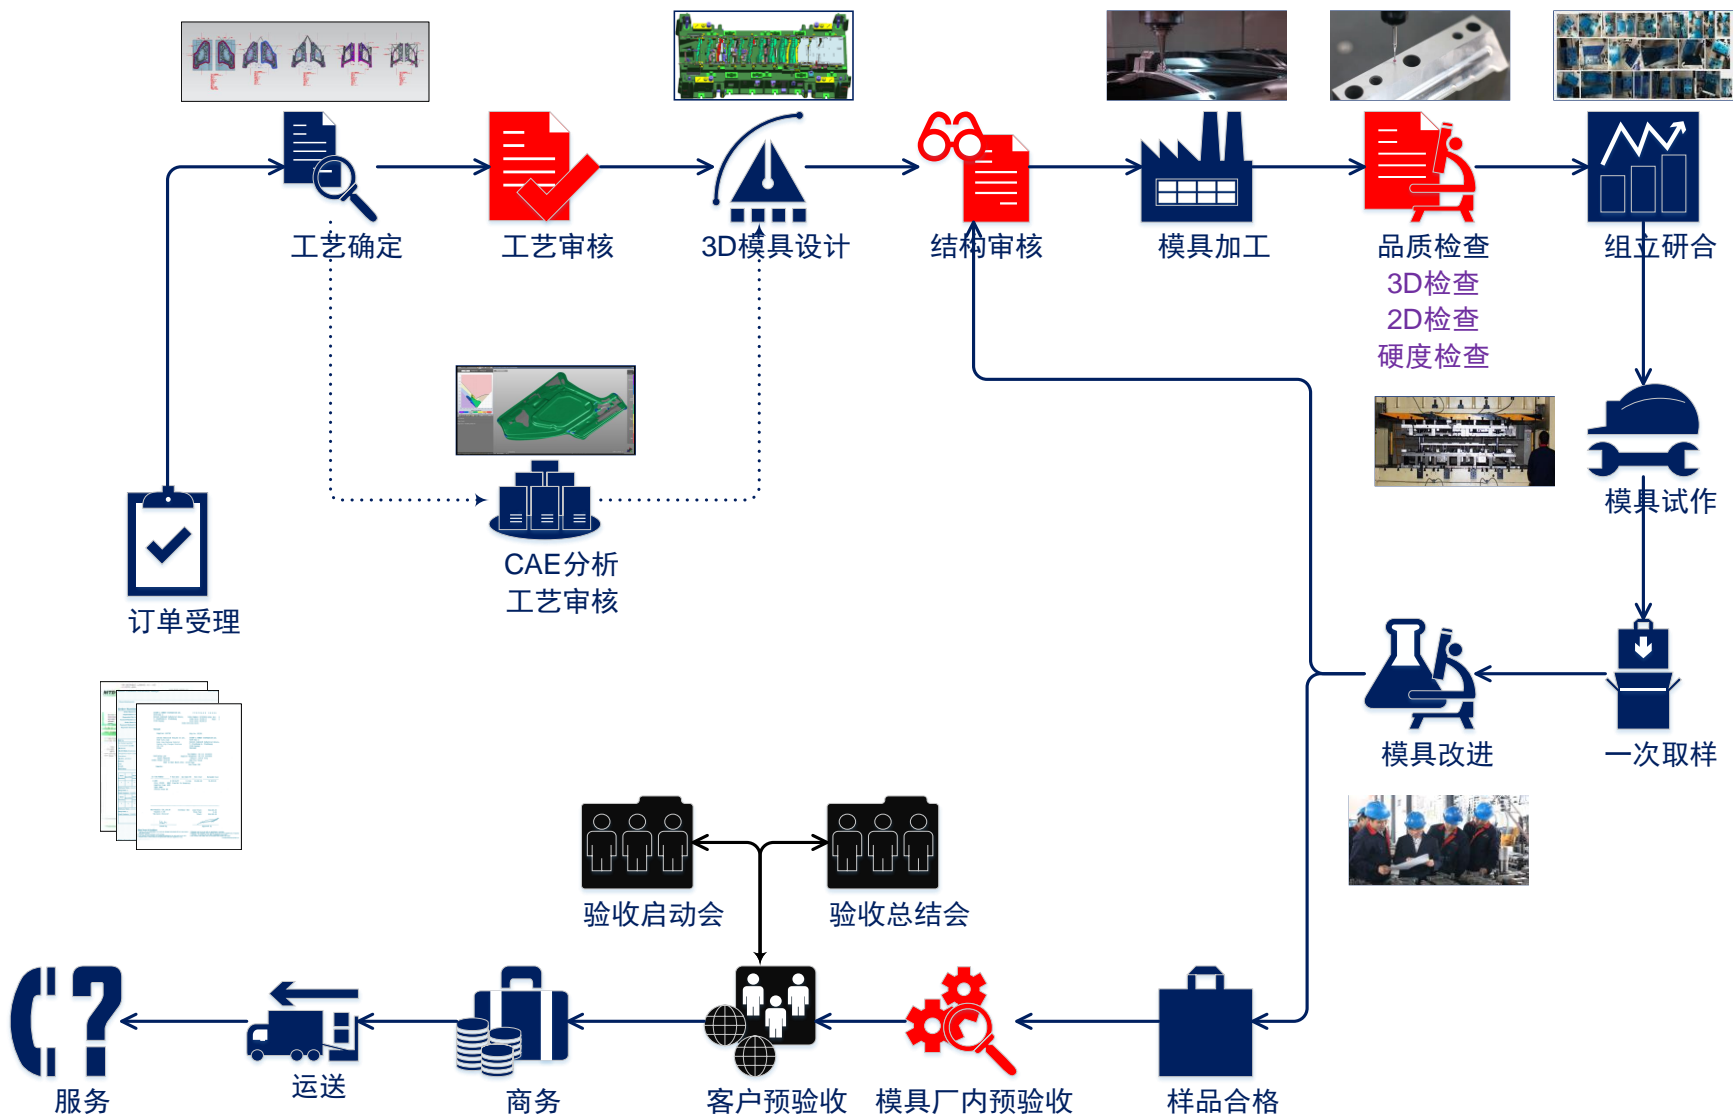 工艺确定
工艺审核
3D模具设计
结构审核
模具加工
品质检查
3D检查
2D检查
硬度检查
组立研合
模具试作
CAE分析
工艺审核
订单受理
模具改进
一次取样
验收启动会
验收总结会
服务
运送
商务
客户预验收
模具厂内预验收
样品合格